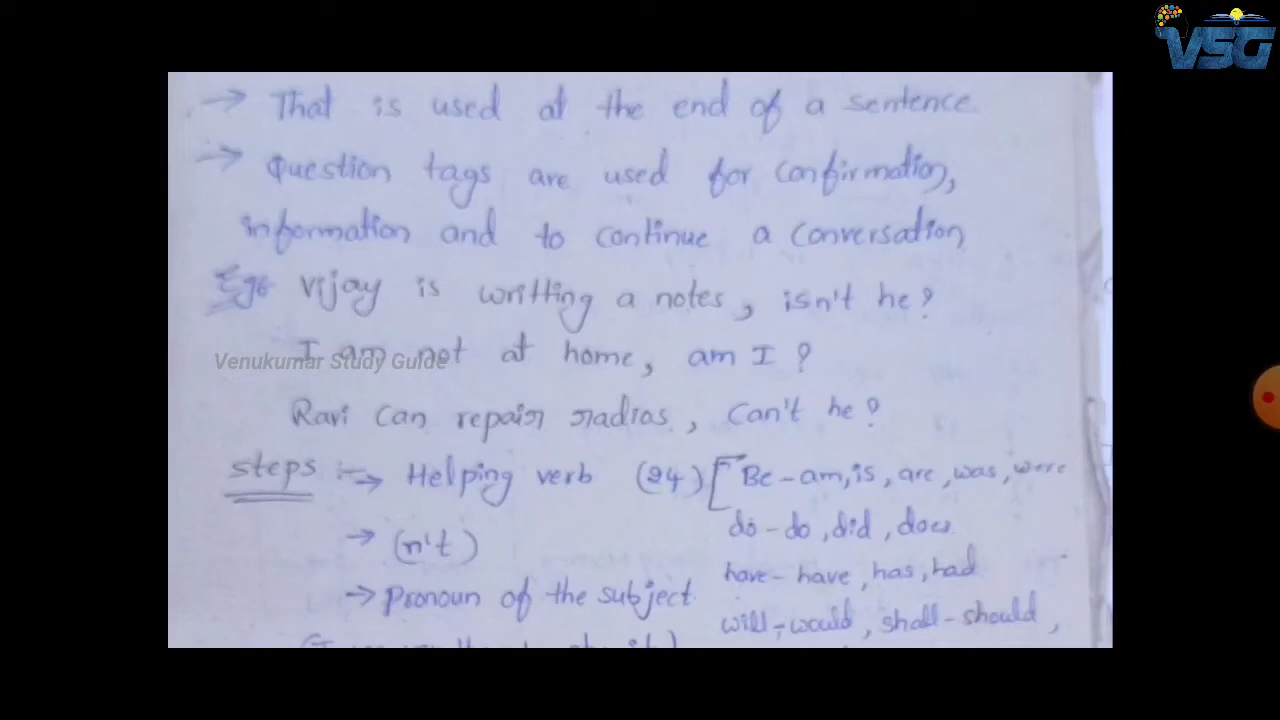 VSG
→ That is used at the end of a sentence
→ Question tags are used for confirmation,
information and to continue a conversation
Eg: Vijay is writting a notes, isn't he?
I am not at home, am I?
Venukumar Study Guide
Ravi can repair radios, can't he?
steps :-→ Helping verb (24) [ Be - am, is, are, was, were
do - do, did, does
→ (n't)
have - have, has, had
→ Pronoun of the subject.
will - would, shall - should,